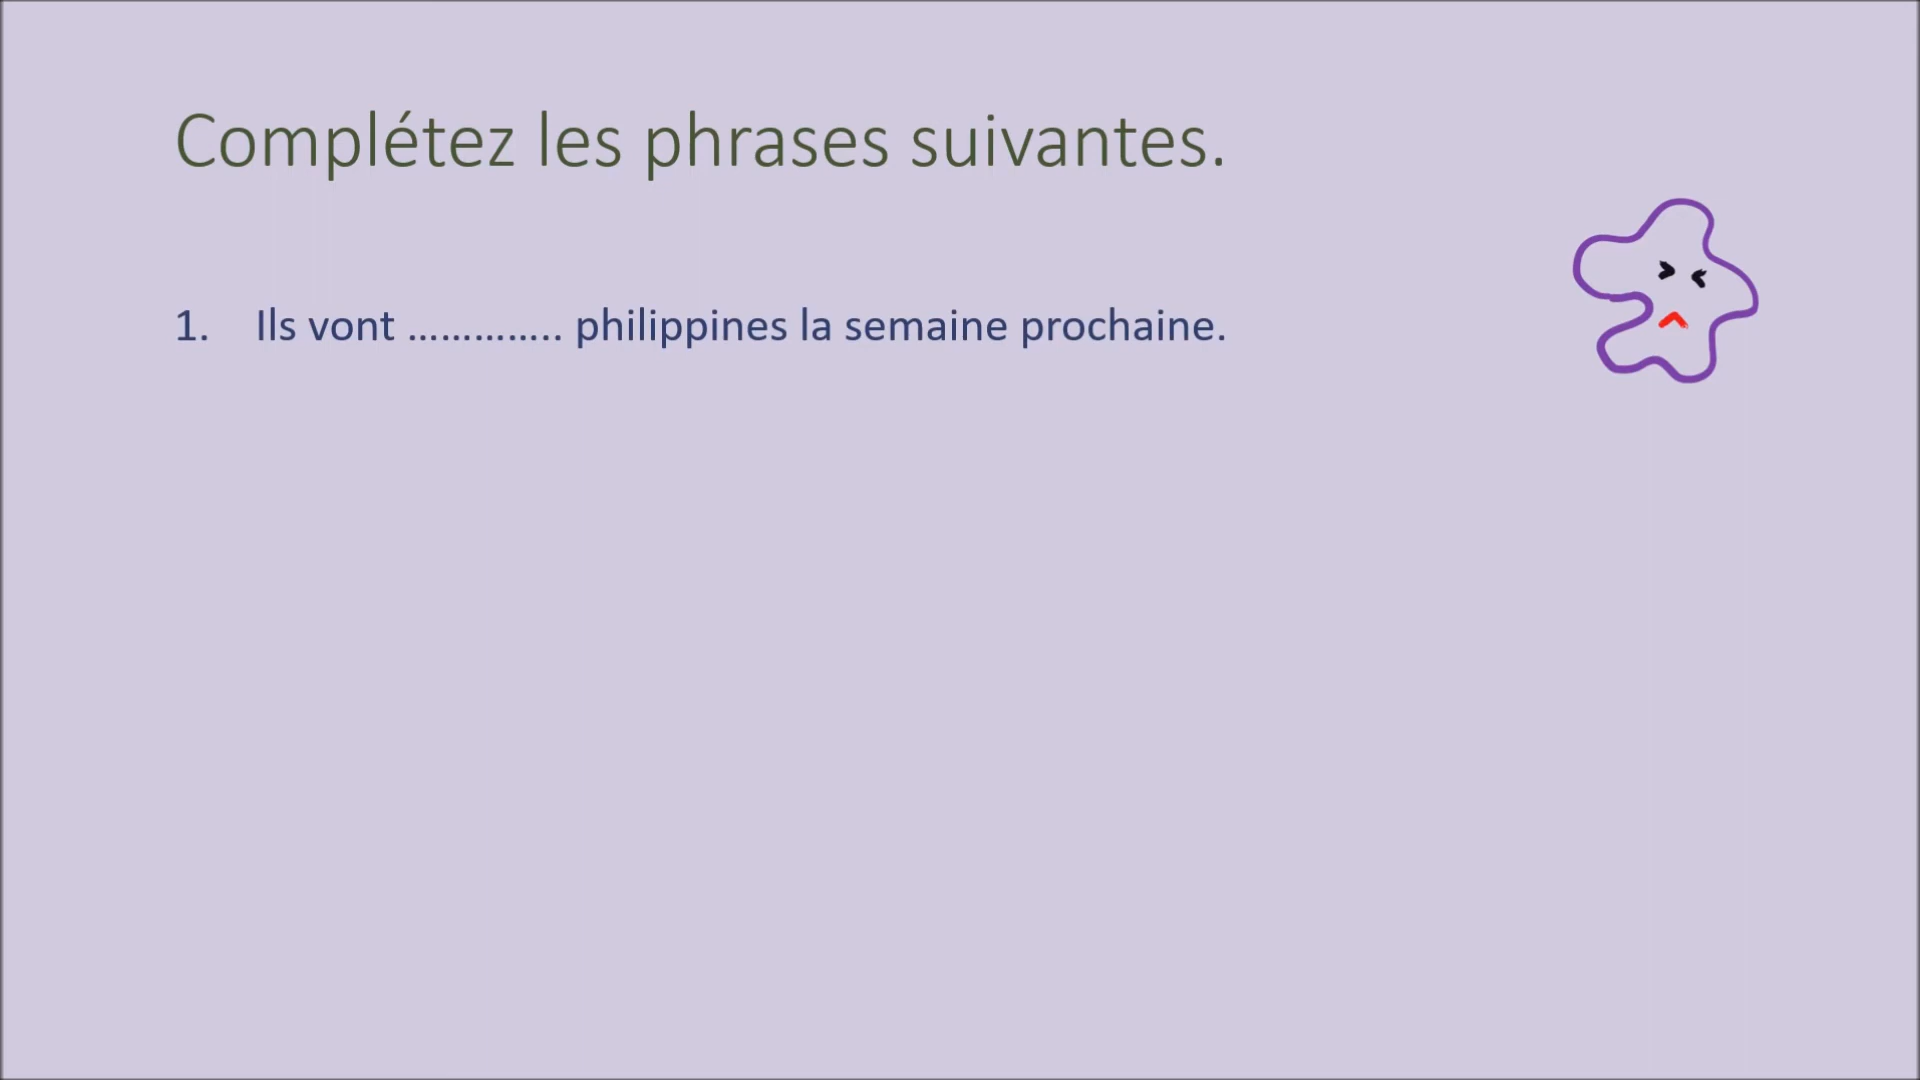 Complétez les phrases suivantes.
1. Ils vont ………….. philippines la semaine prochaine.